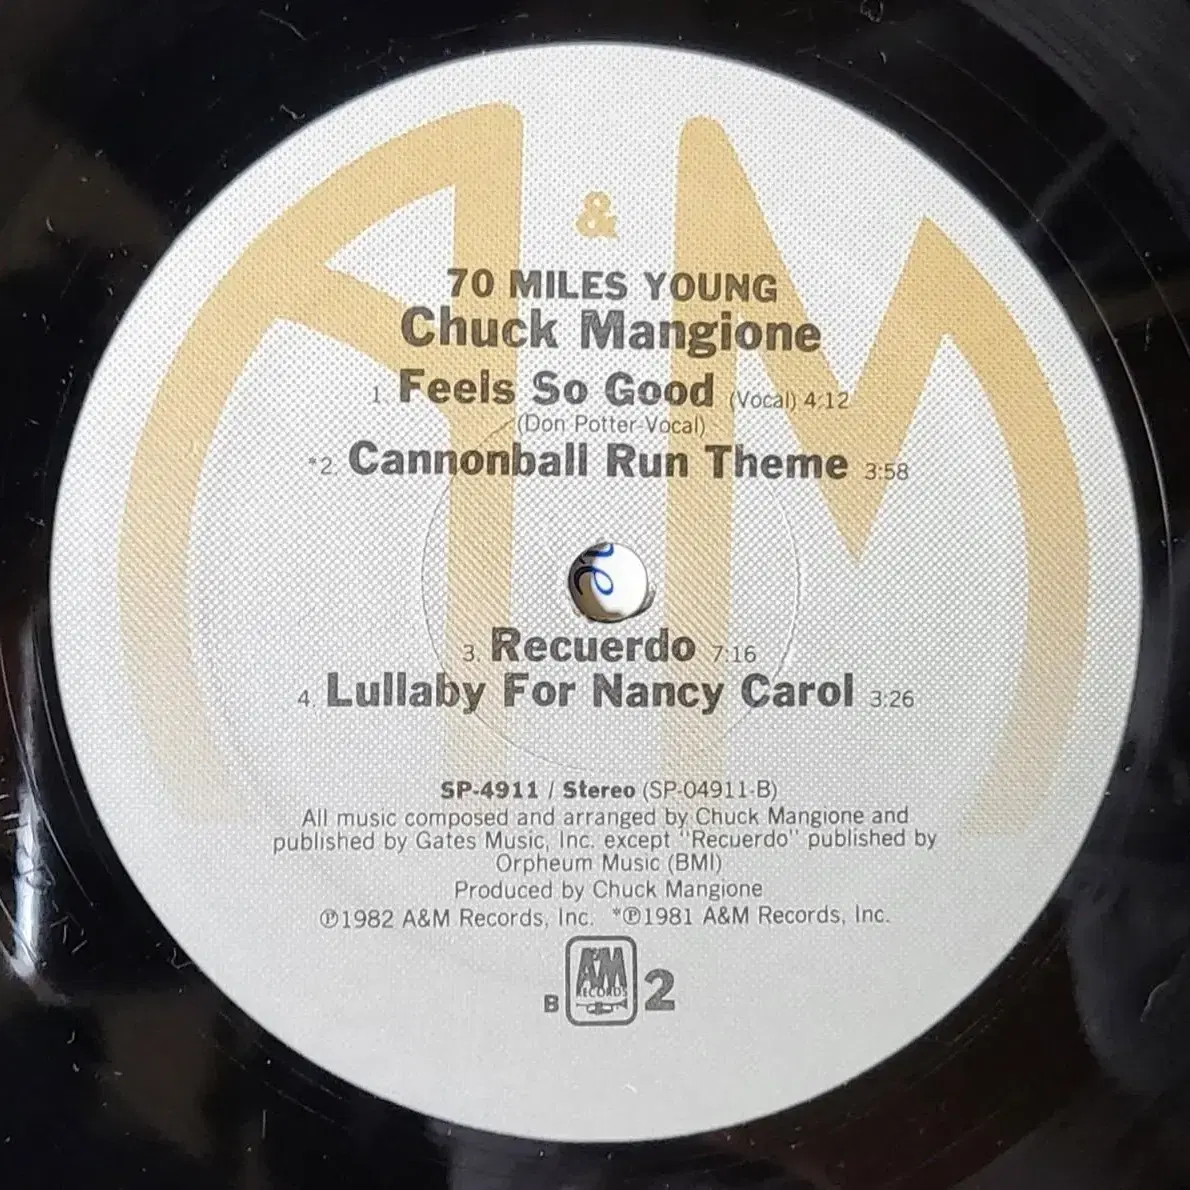 A & M
70 MILES YOUNG
Chuck Mangione
1. Feels So Good (Vocal) 4:12
(Don Potter-Vocal)
*2. Cannonball Run Theme 3:58
3. Recuerdo 7:16
4. Lullaby For Nancy Carol 3:26
SP-4911 / Stereo (SP-04911-B)
All music composed and arranged by Chuck Mangione and
published by Gates Music, Inc. except "Recuerdo" published by
Orpheum Music (BMI)
Produced by Chuck Mangione
℗1982 A&M Records, Inc. *℗1981 A&M Records, Inc.
B AM RECORDS 2